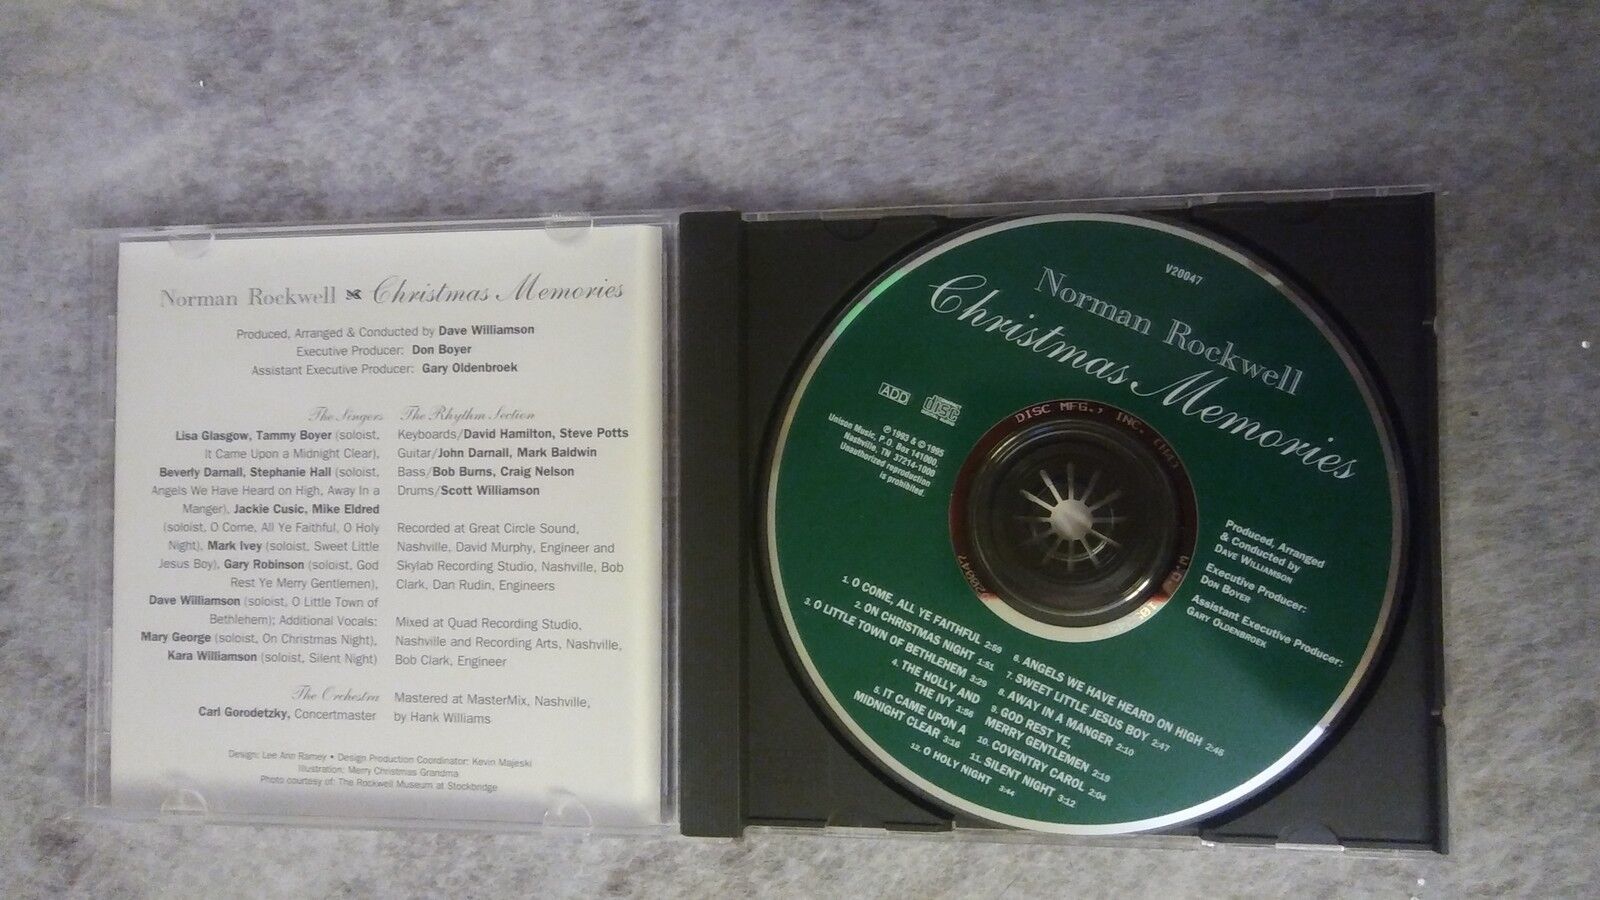 Norman Rockwell Christmas Memories
Produced, Arranged & Conducted by Dave Williamson
Executive Producer: Don Boyer
Assistant Executive Producer: Gary Oldenbroek
The Singers
Lisa Glasgow, Tammy Boyer (soloist,
It Came Upon a Midnight Clear),
Beverly Darnall, Stephanie Hall (soloist,
Angels We Have Heard on High, Away In a
Manger), Jackie Cusic, Mike Eldred
(soloist, O Come, All Ye Faithful, O Holy
Night), Mark Ivey (soloist, Sweet Little
Jesus Boy), Gary Robinson (soloist, God
Rest Ye Merry Gentlemen),
Dave Williamson (soloist, O Little Town of
Bethlehem); Additional Vocals:
Mary George (soloist, On Christmas Night),
Kara Williamson (soloist, Silent Night)
The Orchestra
Carl Gorodetzky, Concertmaster
The Rhythm Section
Keyboards/David Hamilton, Steve Potts
Guitar/John Darnall, Mark Baldwin
Bass/Bob Burns, Craig Nelson
Drums/Scott Williamson
Recorded at Great Circle Sound,
Nashville, David Murphy, Engineer and
Skylab Recording Studio, Nashville, Bob
Clark, Dan Rudin, Engineers
Mixed at Quad Recording Studio,
Nashville and Recording Arts, Nashville,
Bob Clark, Engineer
Mastered at MasterMix, Nashville,
by Hank Williams
Design: Lee Ann Ramey • Design Production Coordinator: Kevin Majeski
Illustration: Merry Christmas Grandma
Photo courtesy of: The Rockwell Museum at Stockbridge
V20047
Norman Rockwell
Christmas Memories
ADD
COMPACT
disc
DIGITAL AUDIO
℗ 1993 & © 1995
Unison Music, P.O. Box 141000,
Nashville, TN 37214-1000
Unauthorized reproduction
is prohibited.
DISC MFG., INC.
Produced, Arranged
& Conducted by
DAVE WILLIAMSON
Executive Producer:
DON BOYER
Assistant Executive Producer:
GARY OLDENBROEK
1. O COME, ALL YE FAITHFUL 2:59
2. ON CHRISTMAS NIGHT 1:51
3. O LITTLE TOWN OF BETHLEHEM 3:29
4. THE HOLLY AND
THE IVY 1:56
5. IT CAME UPON A
MIDNIGHT CLEAR 3:16
6. ANGELS WE HAVE HEARD ON HIGH 2:46
7. SWEET LITTLE JESUS BOY 2:47
8. AWAY IN A MANGER 2:10
9. GOD REST YE,
MERRY GENTLEMEN 2:19
10. COVENTRY CAROL 2:04
11. SILENT NIGHT 3:12
12. O HOLY NIGHT 3:44